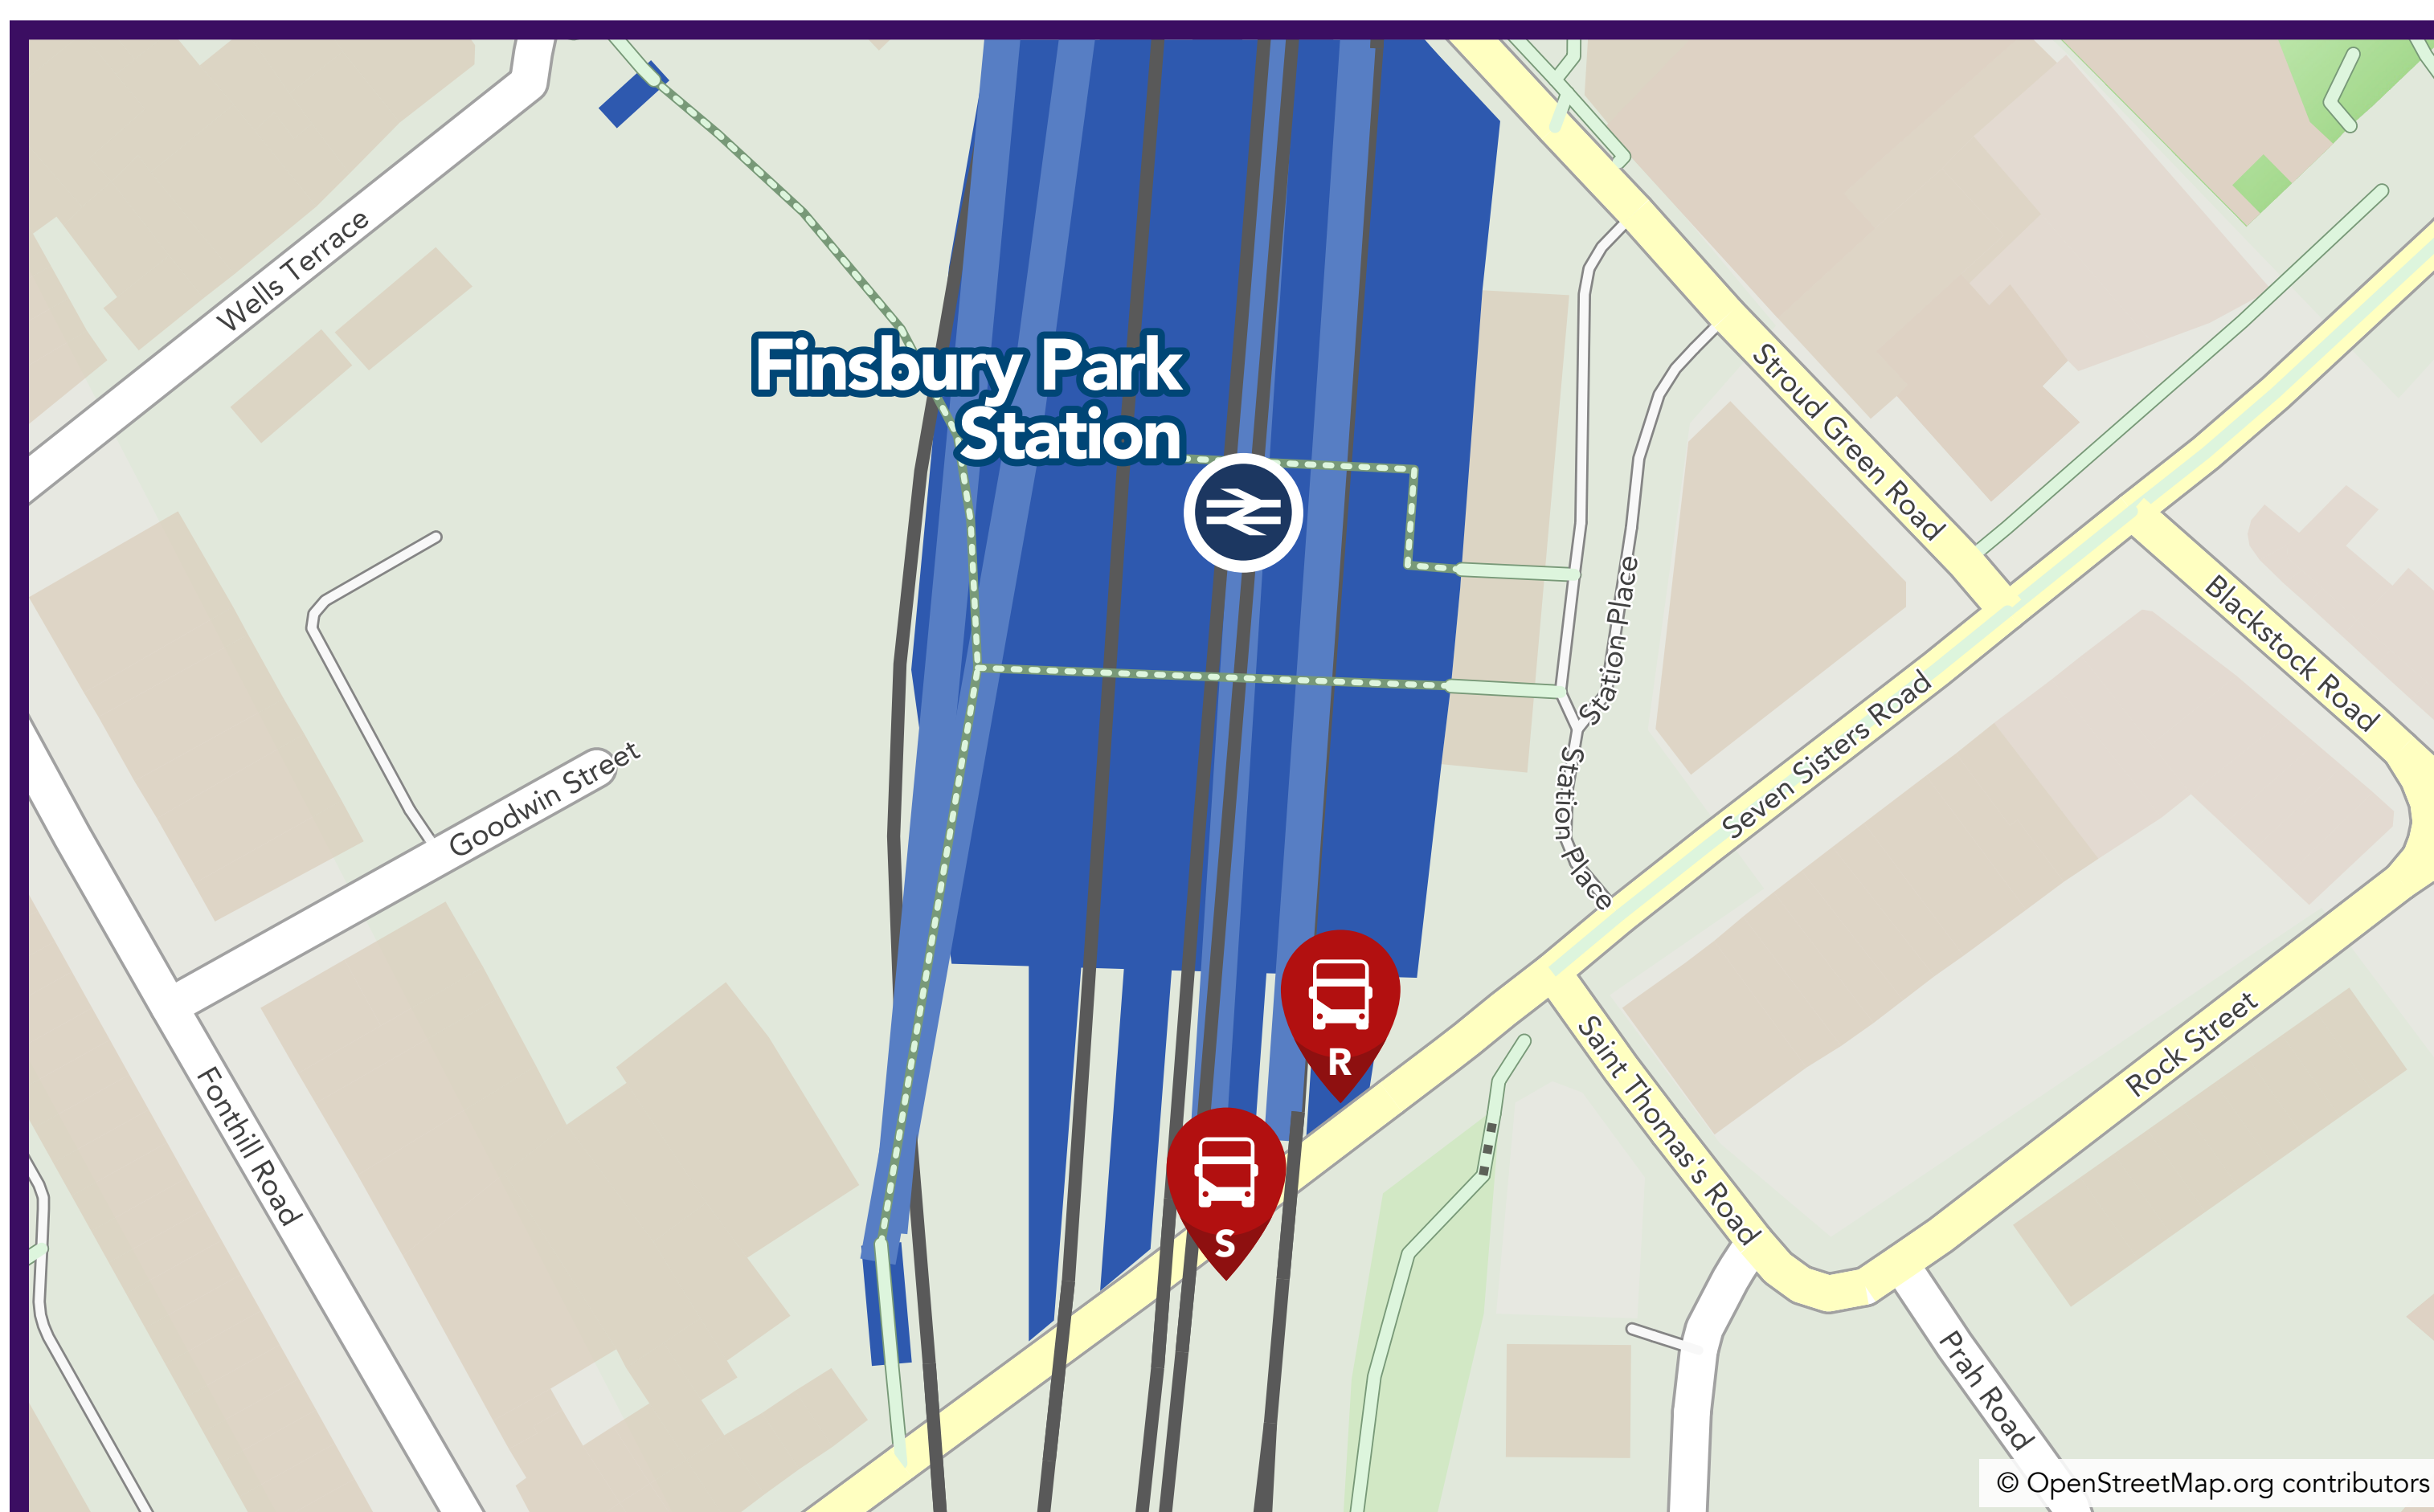 Wells Terrace
Finsbury Park
Station
Stroud Green Road
Station Place
Blackstock Road
Seven Sisters Road
Station Place
Goodwin Street
R
S
Saint Thomas's Road
Rock Street
Fonthill Road
Prah Road
© OpenStreetMap.org contributors